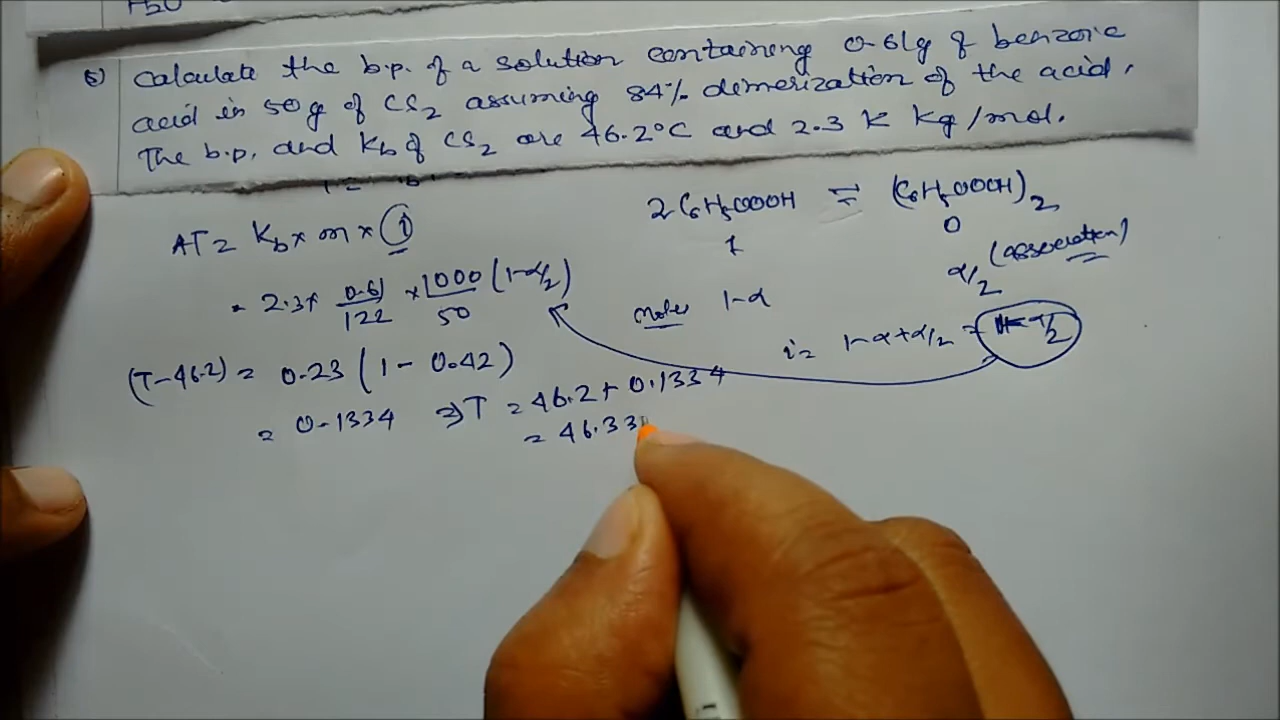 H2O
5) Calculate the b.p. of a solution containing 0.61g of benzoic
acid in 50g of CS2 assuming 84% dimerization of the acid.
The b.p. and Kb of CS2 are 46.2°C and 2.3 K Kg/mol.
ΔT = Kb × m × i
2C6H5COOH ⇌ (C6H5COOH)2
1 0
= 2.3 × 0.61/122 × 1000/50 (1-α/2)
moles 1-α α/2 (association)
i = 1-α+α/2 = 1-α/2
(T-46.2) = 0.23 (1 - 0.42)
= 0.1334 ⇒ T = 46.2 + 0.1334
= 46.33